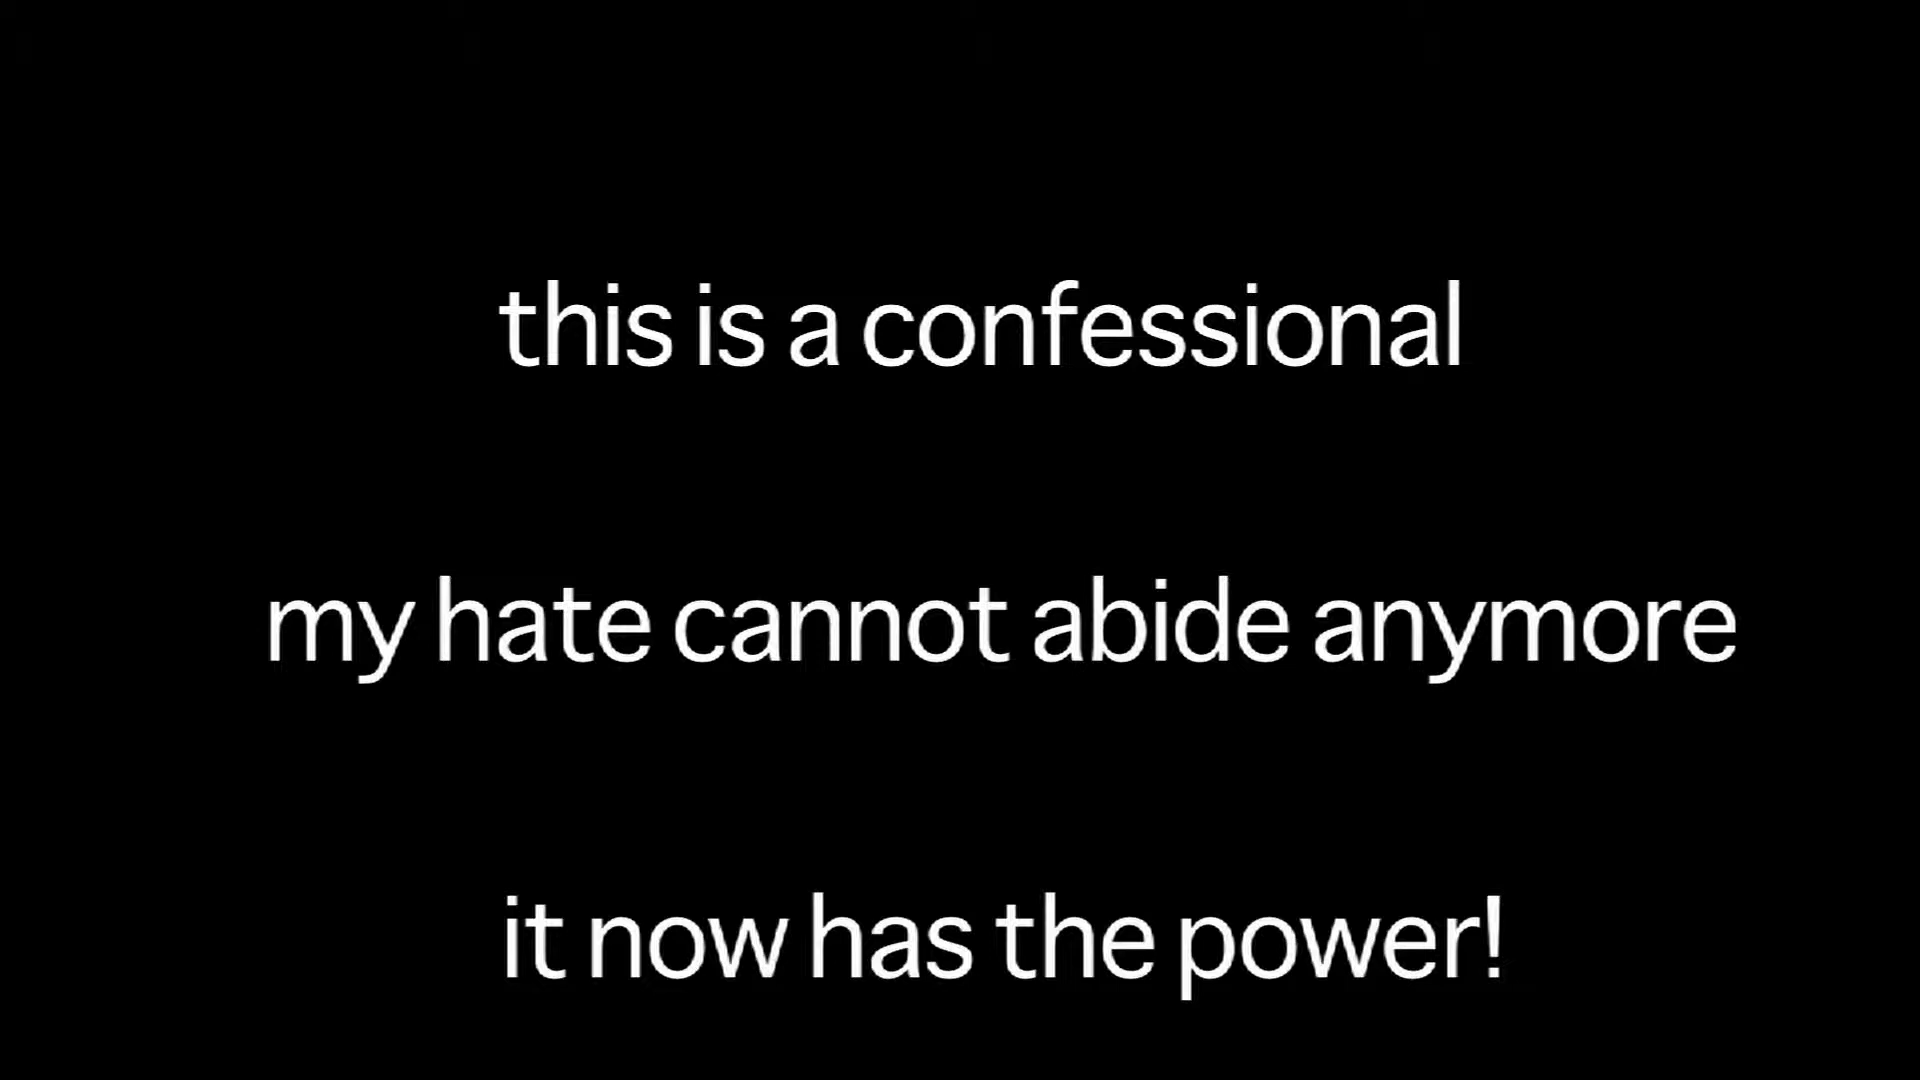 this is a confessional
my hate cannot abide anymore
it now has the power!